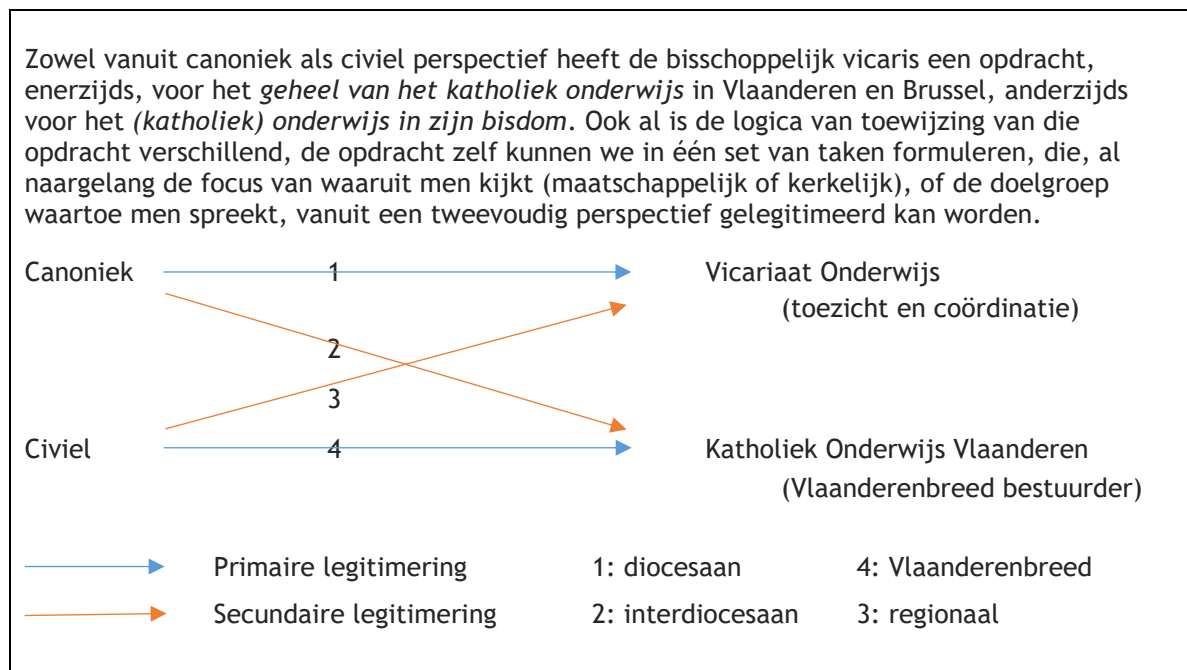 Zowel vanuit canoniek als civiel perspectief heeft de bisschoppelijk vicaris een opdracht,
enerzijds, voor het geheel van het katholiek onderwijs in Vlaanderen en Brussel, anderzijds
voor het (katholiek) onderwijs in zijn bisdom. Ook al is de logica van toewijzing van die
opdracht verschillend, de opdracht zelf kunnen we in één set van taken formuleren, die, al
naargelang de focus van waaruit men kijkt (maatschappelijk of kerkelijk), of de doelgroep
waartoe men spreekt, vanuit een tweevoudig perspectief gelegitimeerd kan worden.
Canoniek 1 Vicariaat Onderwijs
(toezicht en coördinatie)
2
3
Civiel 4 Katholiek Onderwijs Vlaanderen
(Vlaanderenbreed bestuurder)
Primaire legitimering 1: diocesaan 4: Vlaanderenbreed
Secundaire legitimering 2: interdiocesaan 3: regionaal